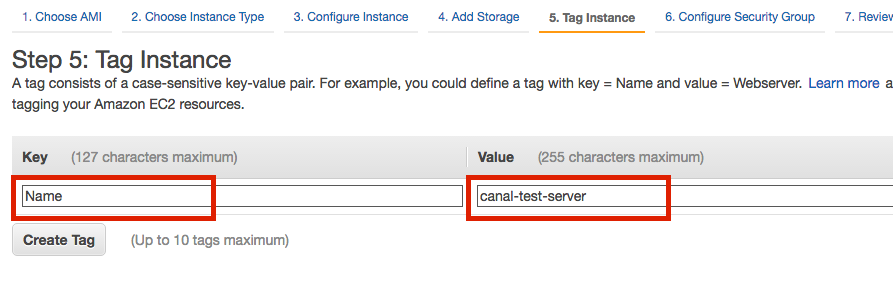 1. Choose AMI 2. Choose Instance Type 3. Configure Instance 4. Add Storage 5. Tag Instance 6. Configure Security Group 7. Review
Step 5: Tag Instance
A tag consists of a case-sensitive key-value pair. For example, you could define a tag with key = Name and value = Webserver. Learn more a
tagging your Amazon EC2 resources.
Key (127 characters maximum) Value (255 characters maximum)
Name canal-test-server
Create Tag (Up to 10 tags maximum)